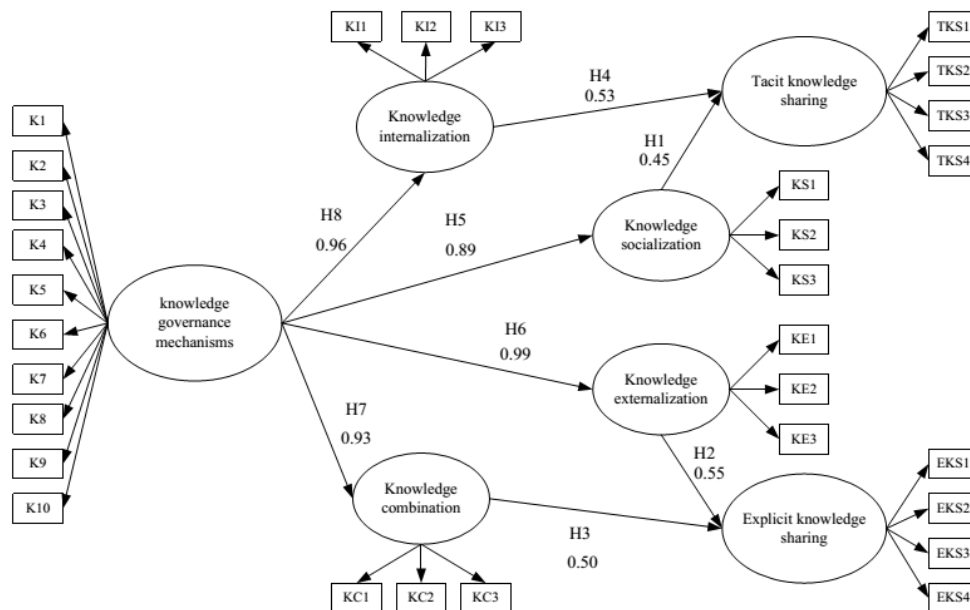 KI1
KI2
KI3
TKS1
TKS2
TKS3
TKS4
H4
0.53
Tacit knowledge
sharing
Knowledge
internalization
K1
K2
K3
K4
K5
K6
K7
K8
K9
K10
H1
0.45
H8
0.96
H5
0.89
Knowledge
socialization
KS1
KS2
KS3
knowledge
governance
mechanisms
H6
0.99
Knowledge
externalization
KE1
KE2
KE3
H7
0.93
H2
0.55
Knowledge
combination
H3
0.50
Explicit knowledge
sharing
EKS1
EKS2
EKS3
EKS4
KC1
KC2
KC3